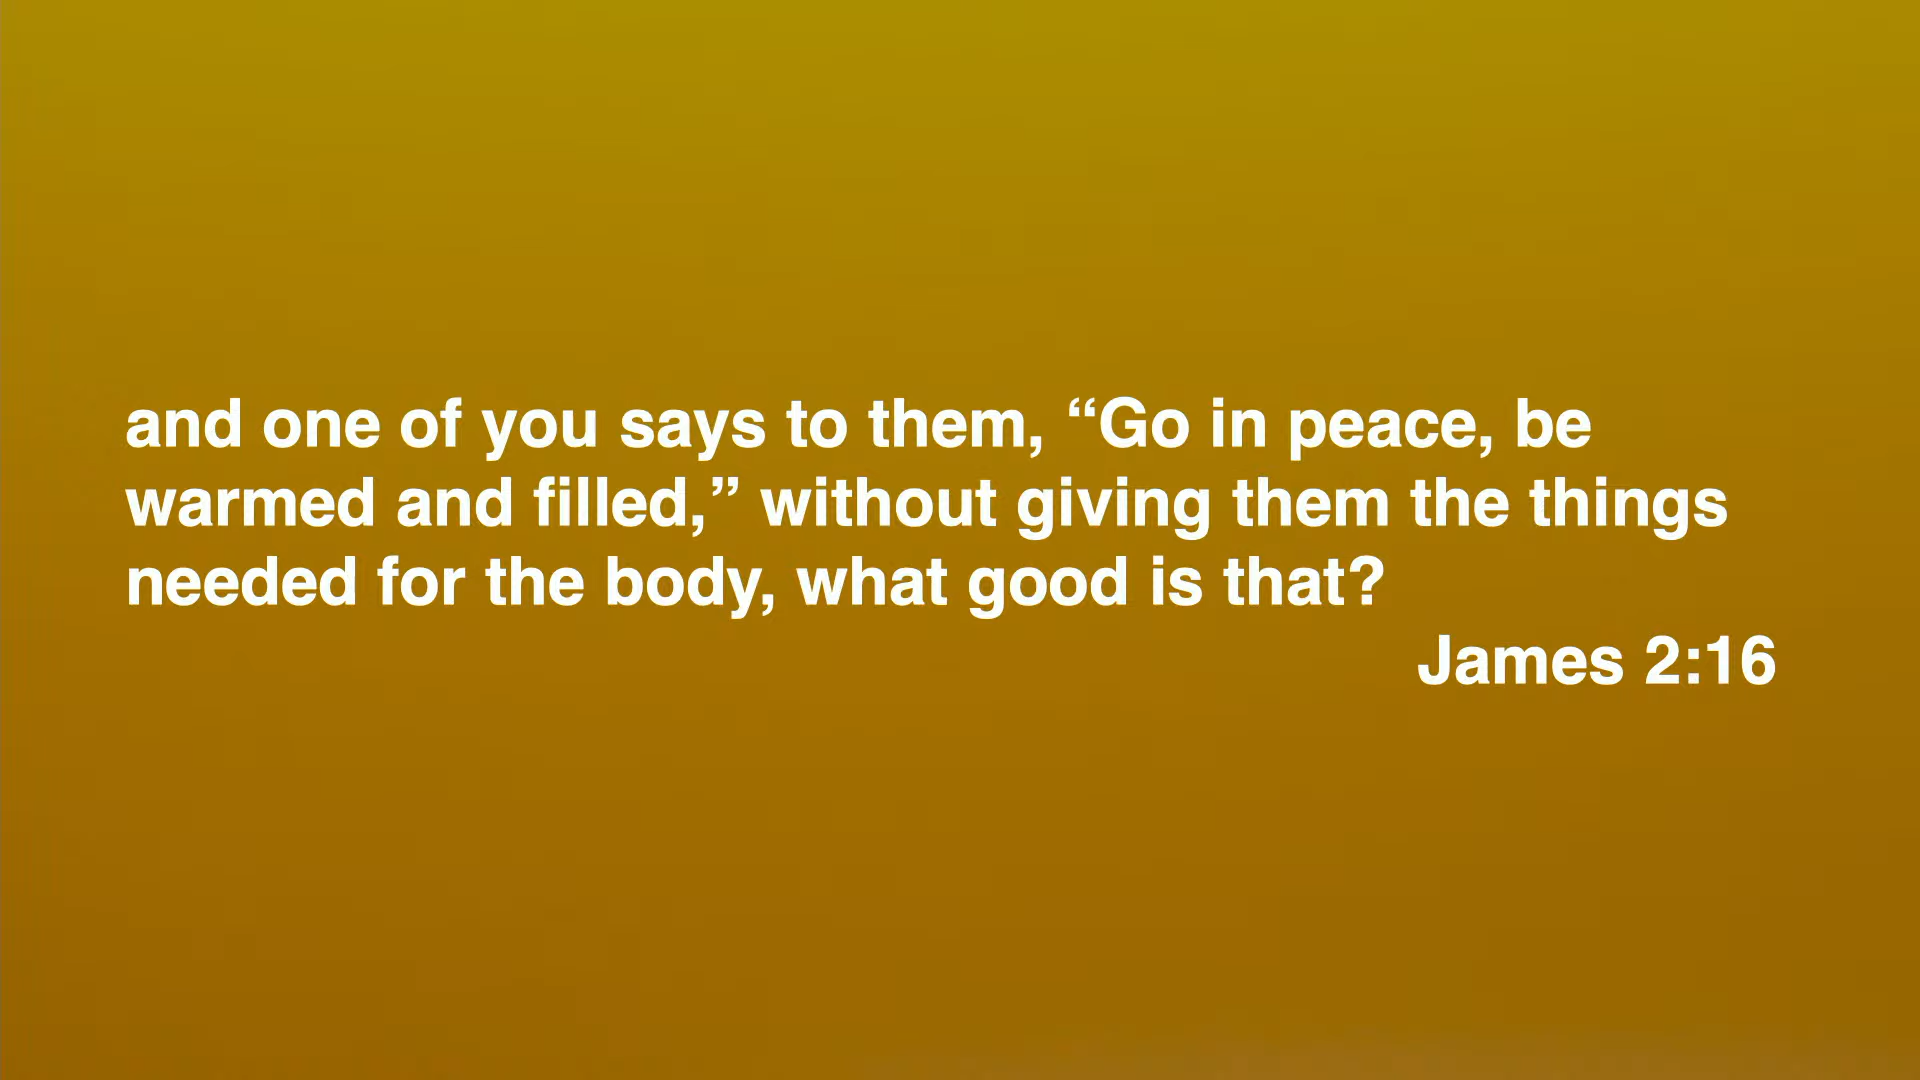 and one of you says to them, “Go in peace, be
warmed and filled,” without giving them the things
needed for the body, what good is that?
James 2:16